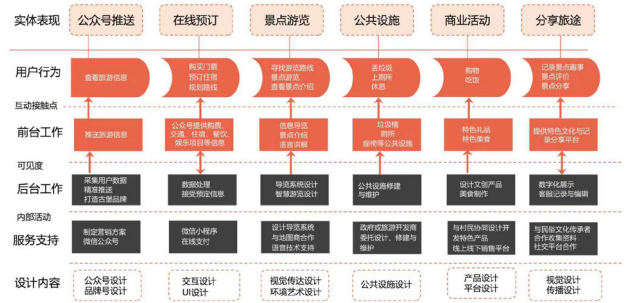 实体表现
公众号推送
在线预订
景点游览
公共设施
商业活动
分享旅途
用户行为
查看旅游信息
购买门票
预订住宿
规划路线
寻找游览路线
景点游览
查看景点介绍
丢垃圾
上厕所
休息
购物
吃饭
记录景点趣事
景点评价
景点分享
互动接触点
前台工作
推送旅游信息
公众号提供购票、
交通、住宿、餐饮、
娱乐项目等信息
信息导览
景点介绍
语音讲解
垃圾桶
厕所
座椅等公共设施
特色礼品
特色美食
提供特色文化与记
录分享平台
可见度
后台工作
采集用户数据
精准推送
打造古堡品牌
数据处理
接受预定信息
导览系统设计
智慧游览设计
公共设施修建
与维护
设计文创产品
美食制作
数字化展示
客服记录与编辑
内部活动
服务支持
制定营销方案
微信公众号
微信小程序
在线支付
设计导览系统
与地图商合作
语音技术支持
政府或旅游开发商
委托设计、修建与
维护
与村民协同设计开
发特色产品
线上线下销售平台
与民俗文化传承者
合作收集资料
社交平台合作
设计内容
公众号设计
品牌号设计
交互设计
UI设计
视觉传达设计
环境艺术设计
公共设施设计
产品设计
平台设计
视觉设计
传播设计